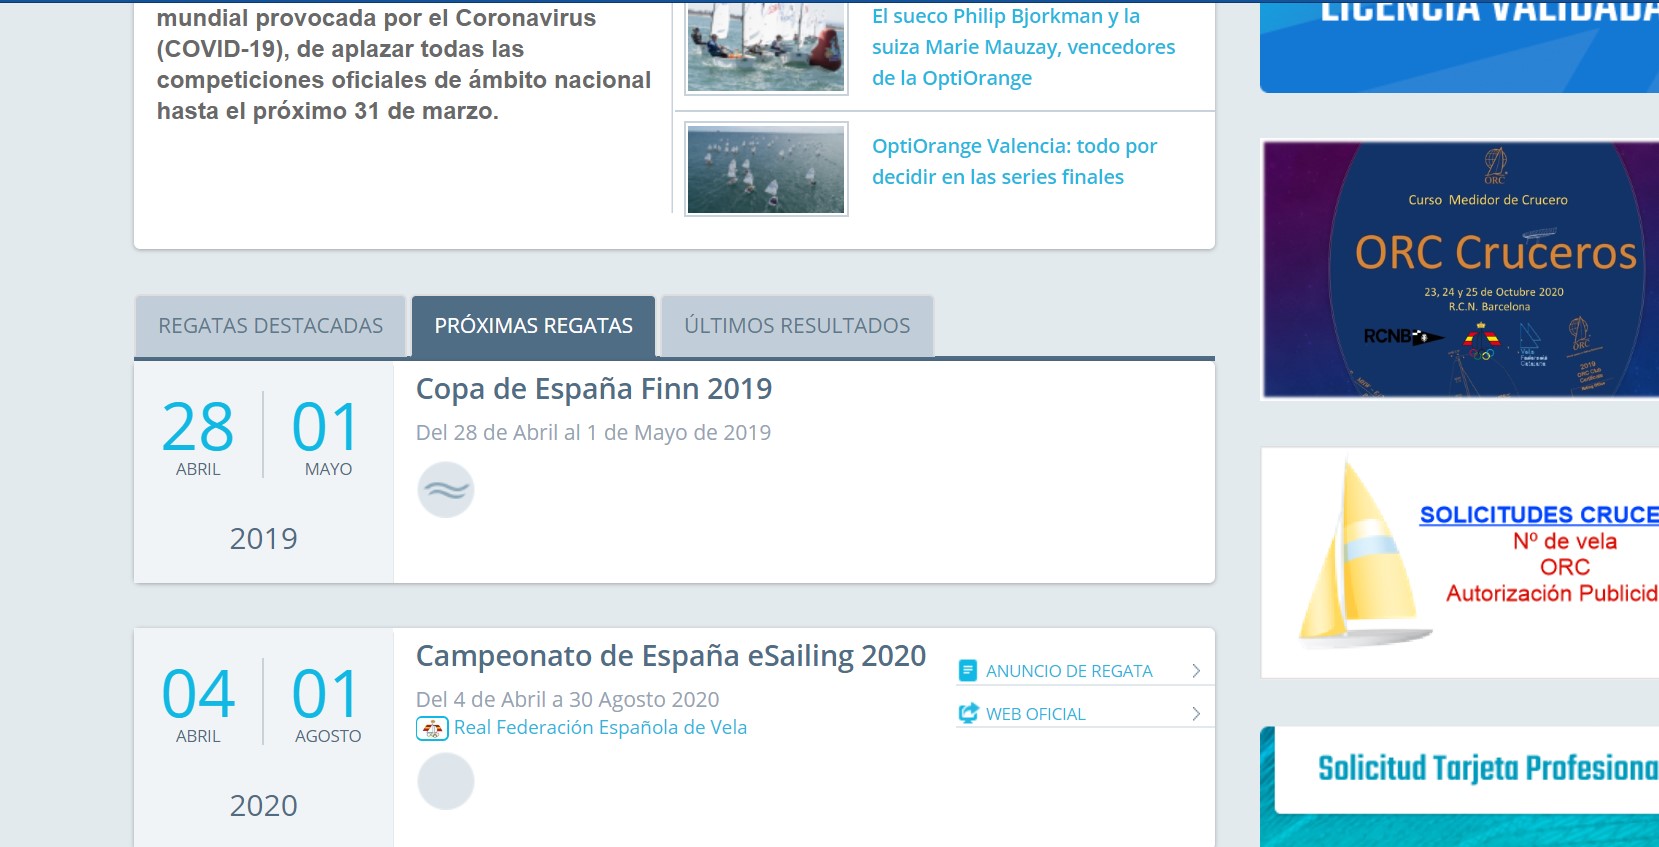 mundial provocada por el Coronavirus
(COVID-19), de aplazar todas las
competiciones oficiales de ámbito nacional
hasta el próximo 31 de marzo.
El sueco Philip Bjorkman y la
suiza Marie Mauzay, vencedores
de la OptiOrange
OptiOrange Valencia: todo por
decidir en las series finales
REGATAS DESTACADAS
PRÓXIMAS REGATAS
ÚLTIMOS RESULTADOS
28
ABRIL
01
MAYO
2019
Copa de España Finn 2019
Del 28 de Abril al 1 de Mayo de 2019
04
ABRIL
01
AGOSTO
2020
Campeonato de España eSailing 2020
Del 4 de Abril a 30 Agosto 2020
Real Federación Española de Vela
ANUNCIO DE REGATA
WEB OFICIAL
LICENCIA VALIDADA
ORC
Curso Medidor de Crucero
ORC Cruceros
23, 24 y 25 de Octubre 2020
R.C.N. Barcelona
RCNB
ORC
2019
ORC Club
Certificate
SOLICITUDES CRUCE
Nº de vela
ORC
Autorización Publicid
Solicitud Tarjeta Profesiona